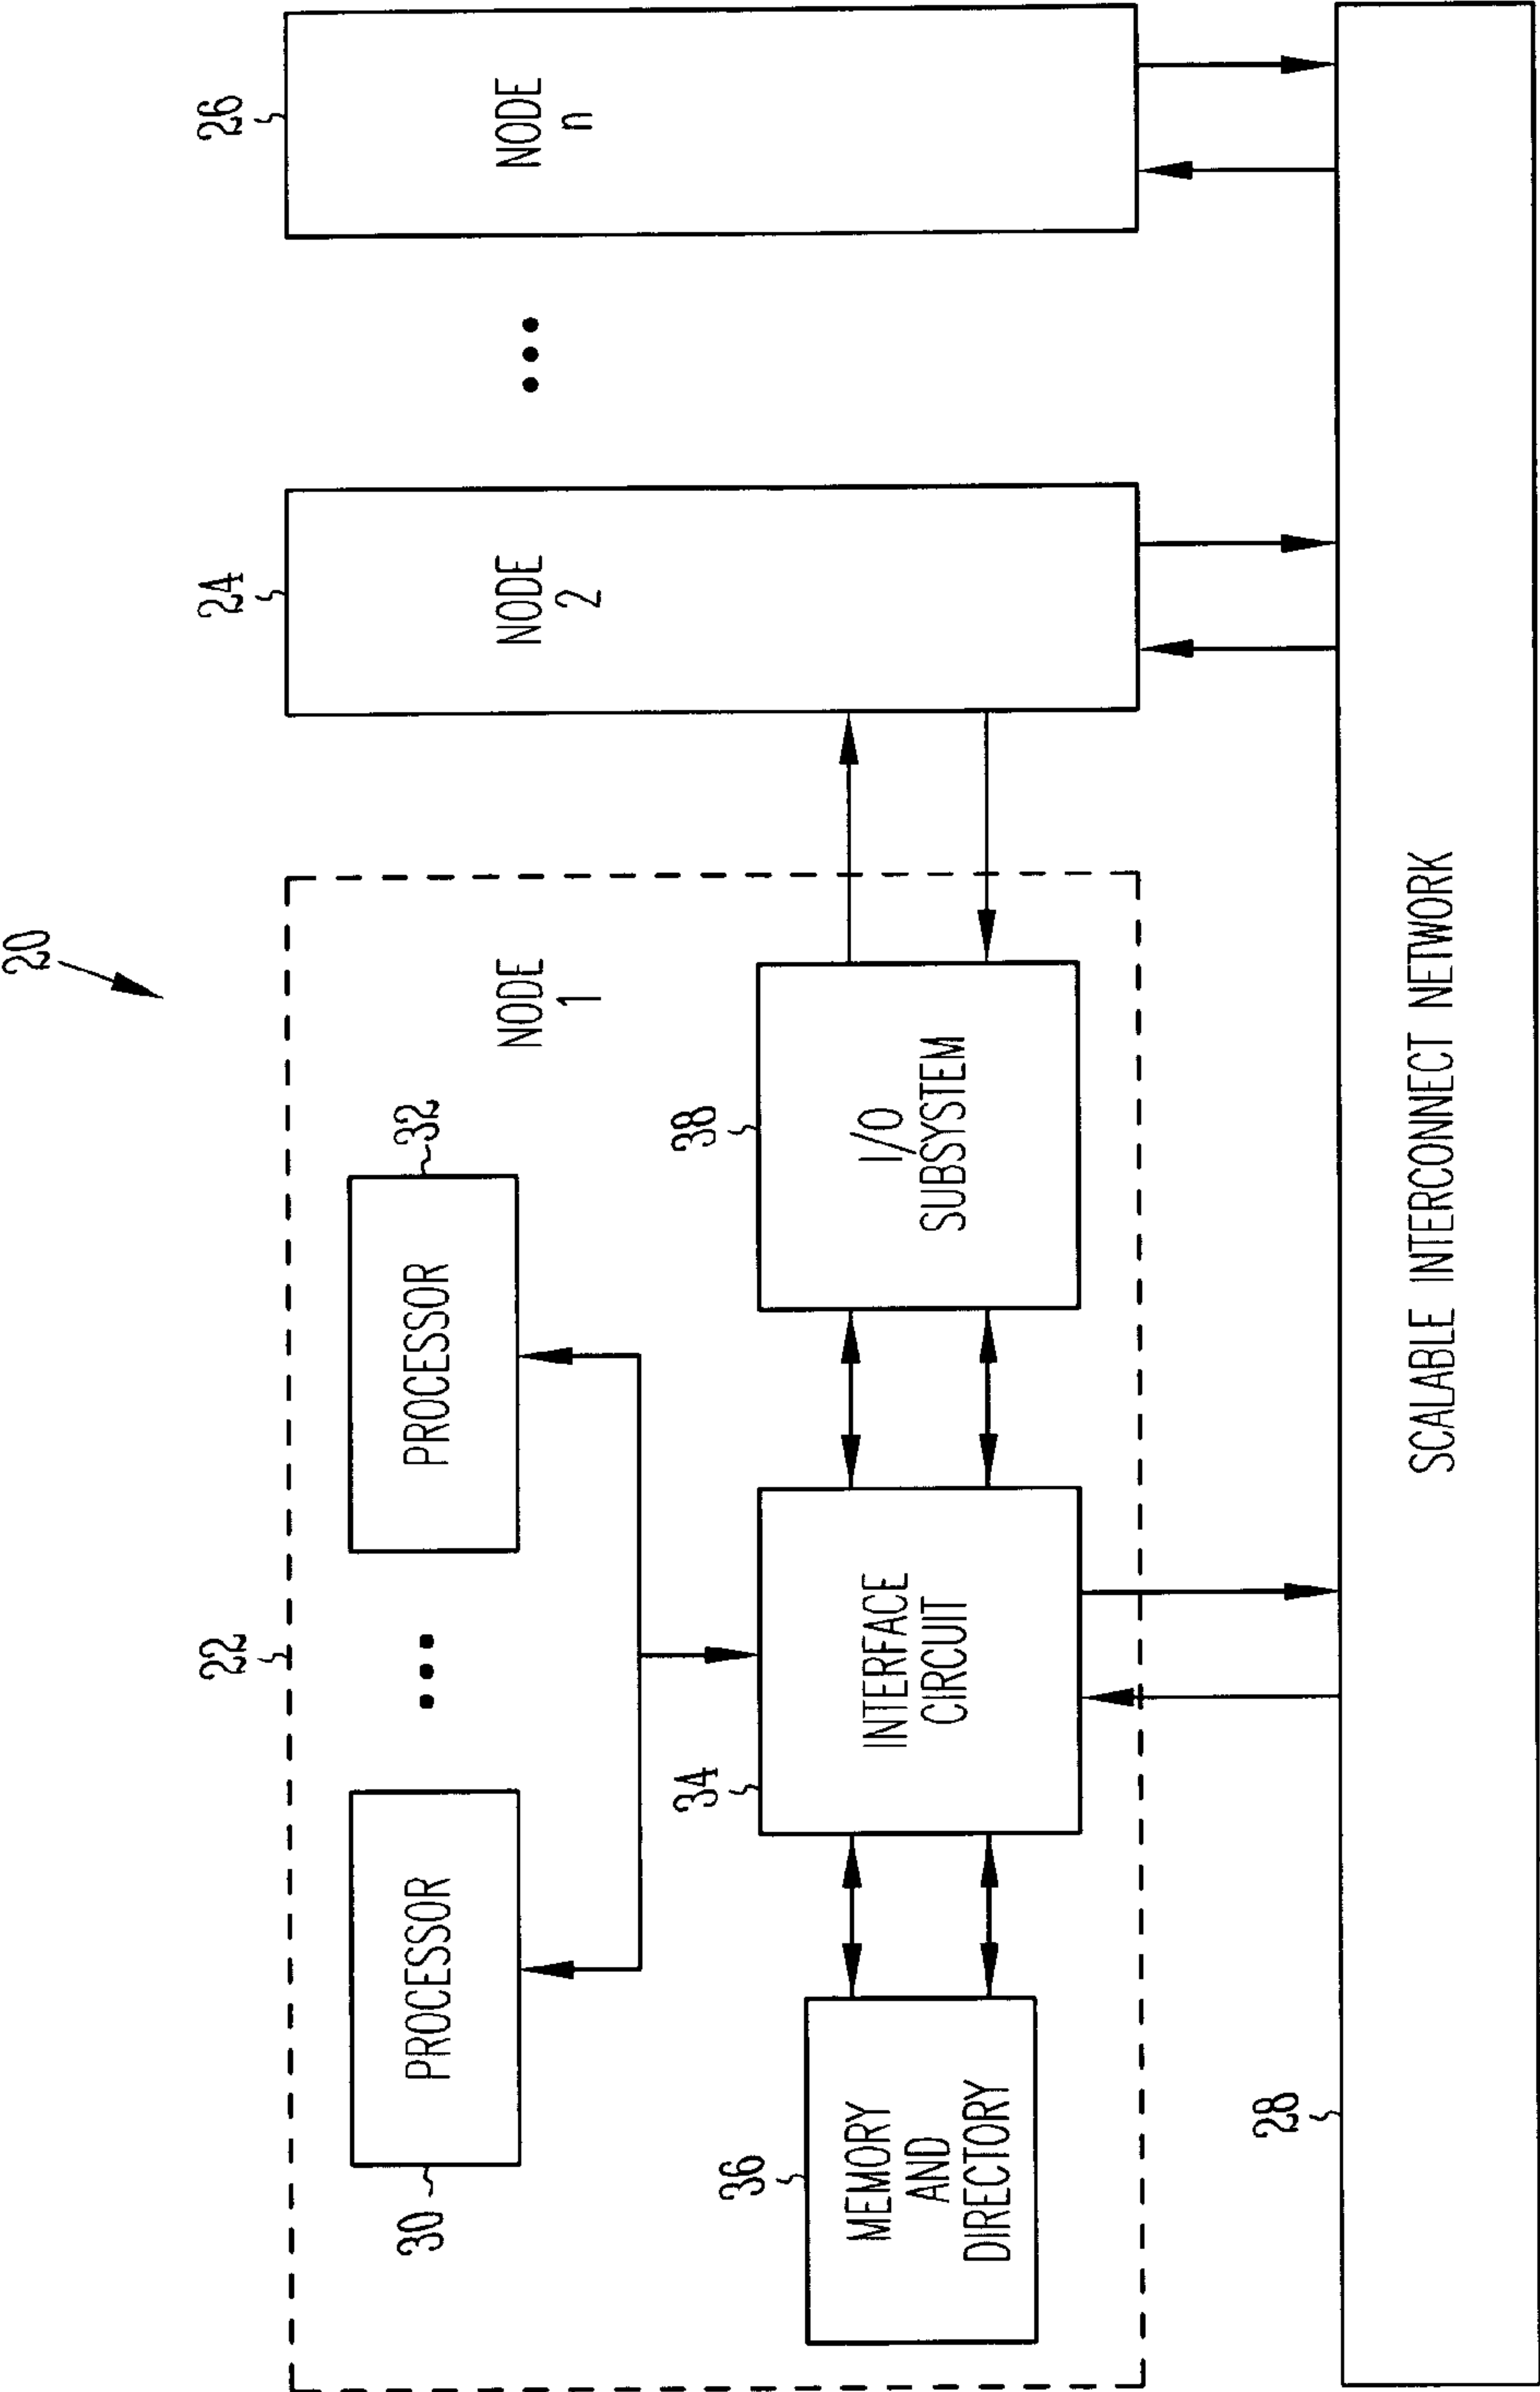 20
22
24
26
PROCESSOR
PROCESSOR
30
32
NODE
1
NODE
2
NODE
n
36
34
38
MEMORY
AND
DIRECTORY
INTERFACE
CIRCUIT
I/O
SUBSYSTEM
28
SCALABLE INTERCONNECT NETWORK